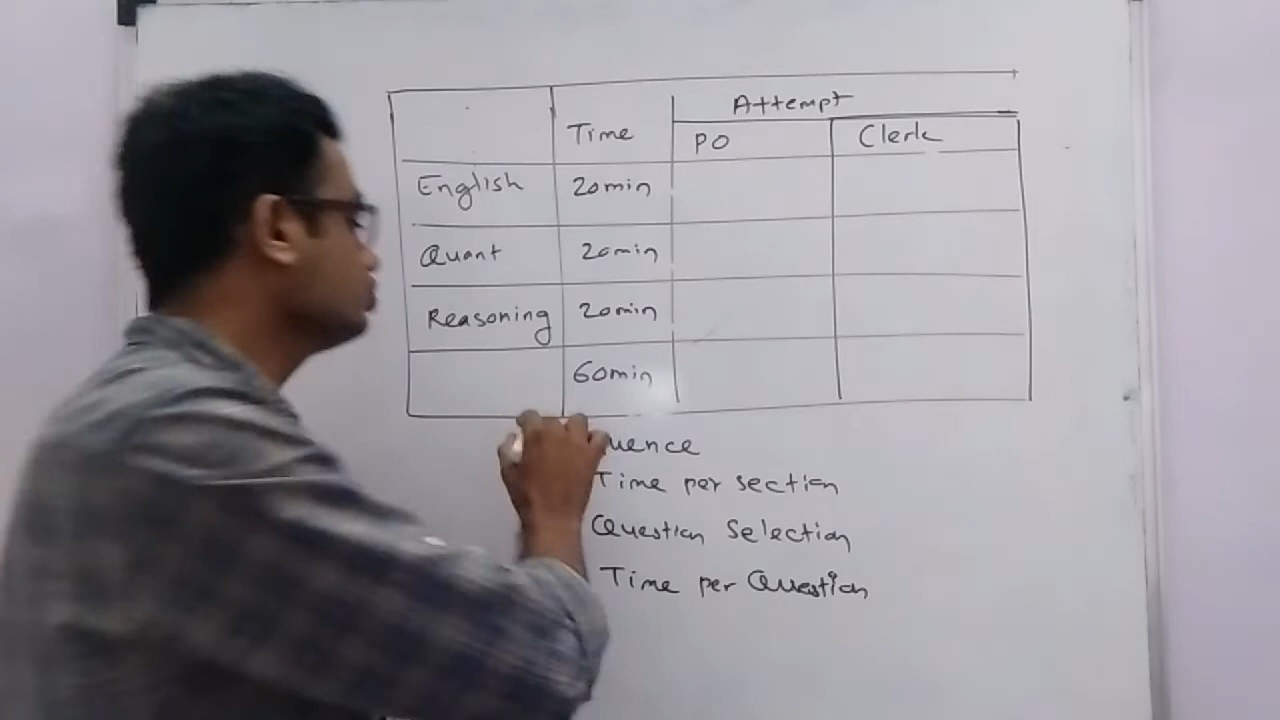 Attempt
Time PO Clerk
English 20min
Quant 20min
Reasoning 20min
60min
uence
Time per section
Question Selection
Time per Question